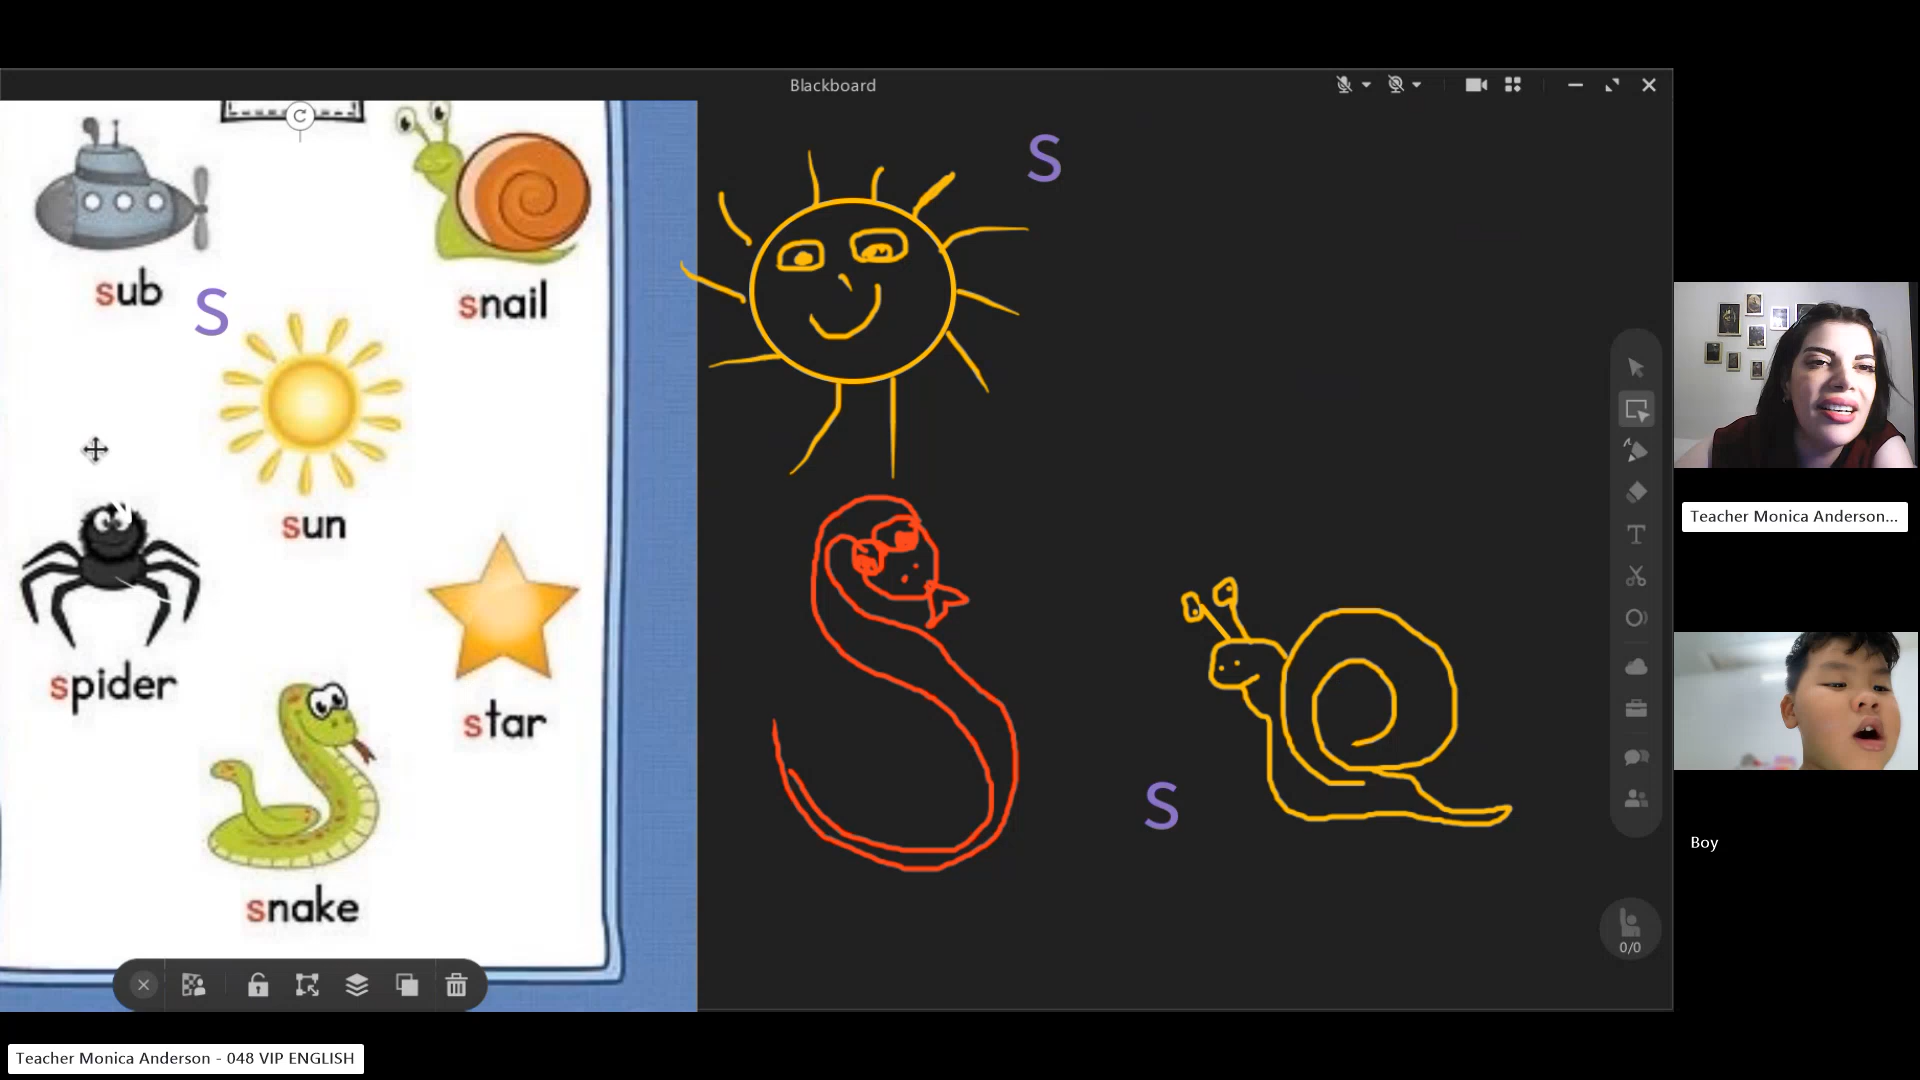 Blackboard
S
sub
snail
S
sun
spider
star
snake
S
0/0
Teacher Monica Anderson...
Boy
Teacher Monica Anderson - 048 VIP ENGLISH